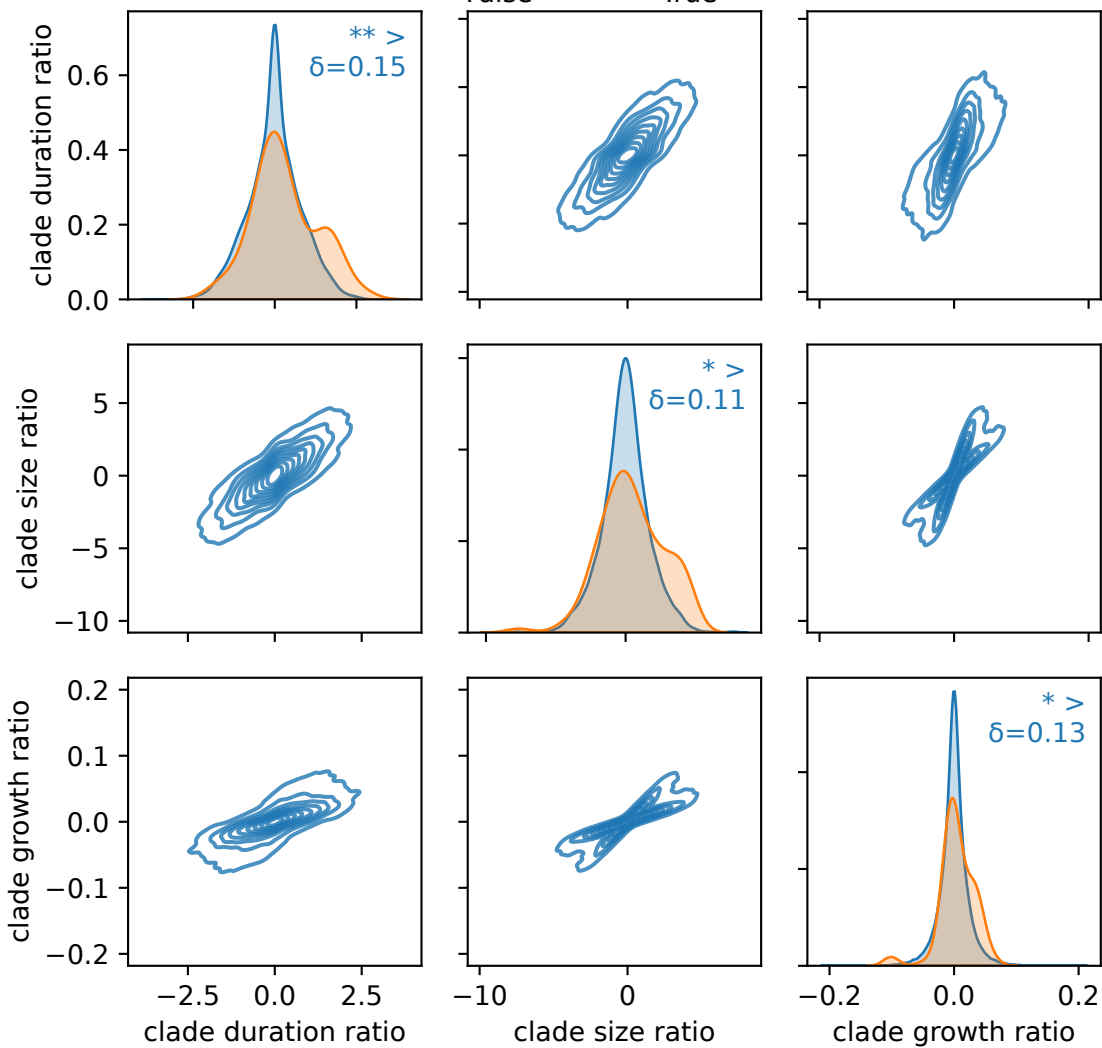 False True
clade duration ratio
0.6
0.4
0.2
0.0
** >
δ=0.15
clade size ratio
5
0
−5
−10
* >
δ=0.11
clade growth ratio
0.2
0.1
0.0
−0.1
−0.2
* >
δ=0.13
−2.5 0.0 2.5
−10 0
−0.2 0.0 0.2
clade duration ratio
clade size ratio
clade growth ratio